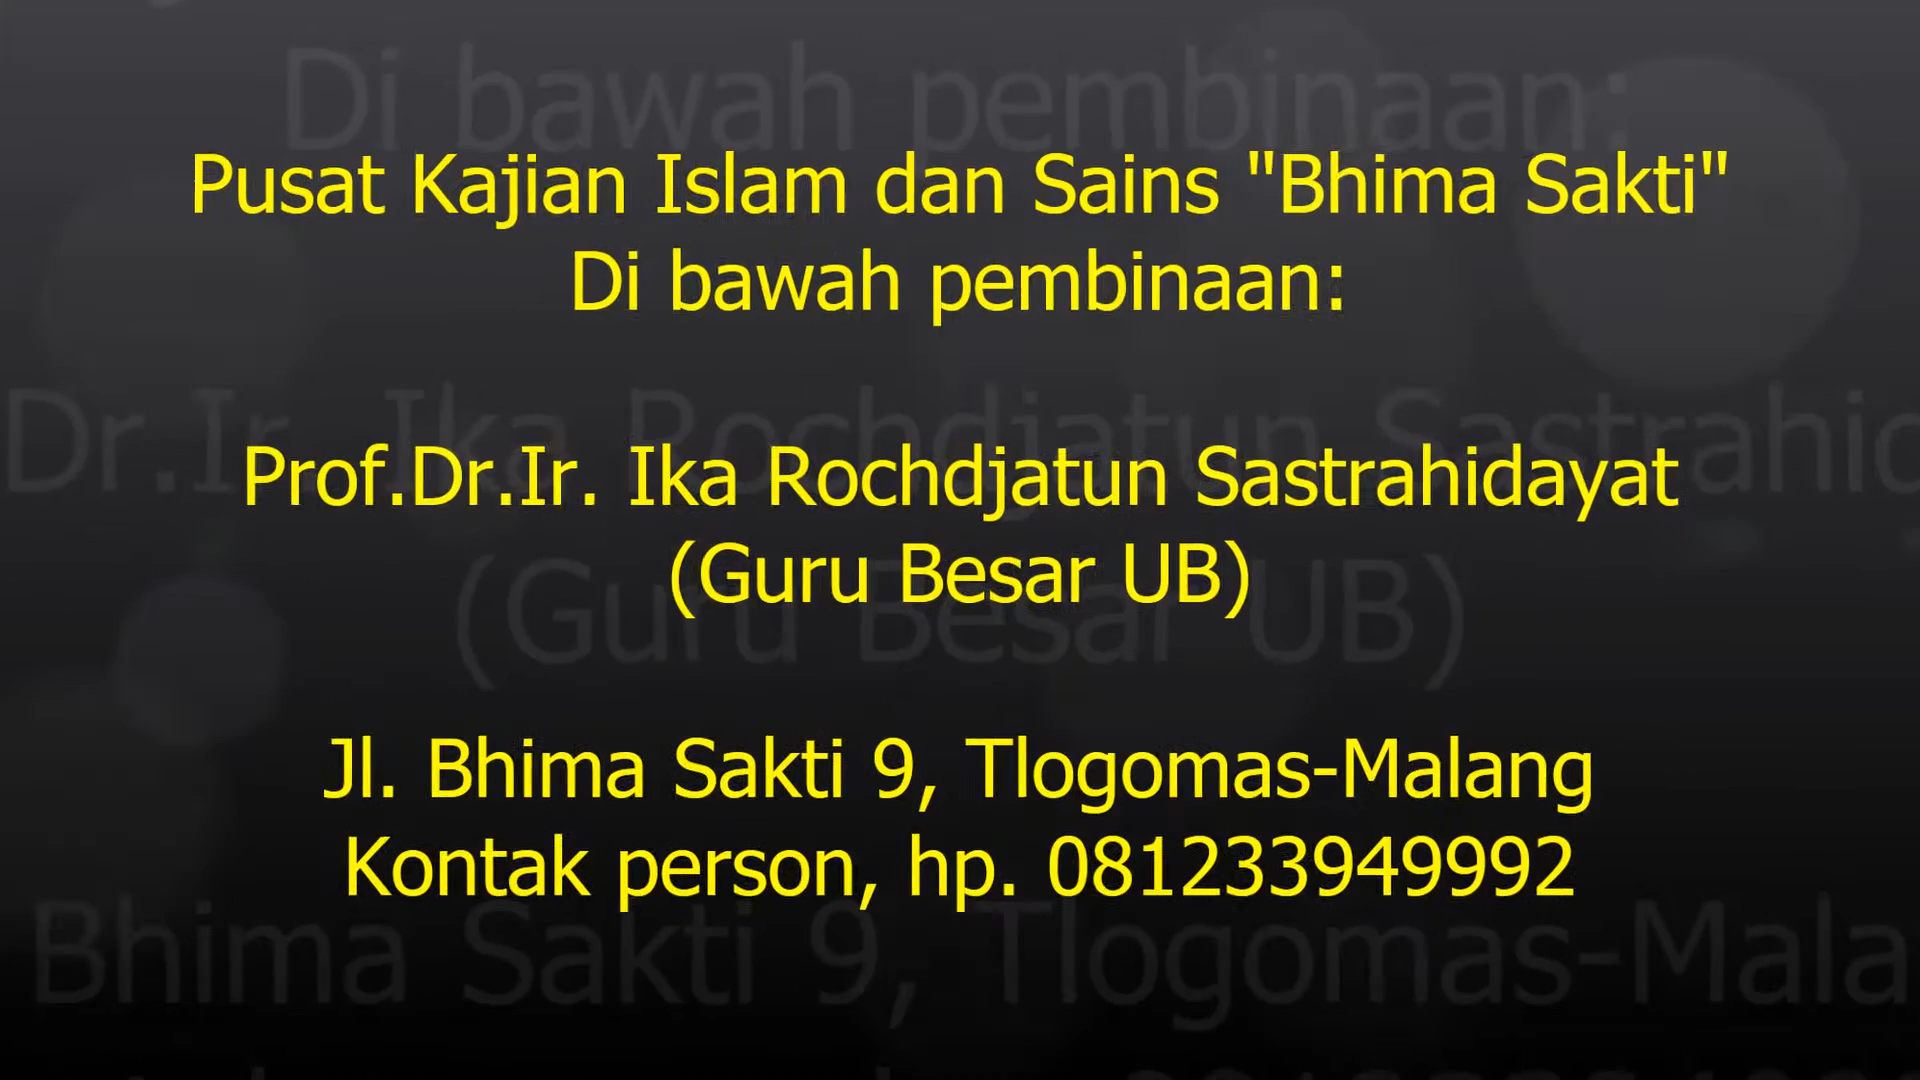 Pusat Kajian Islam dan Sains "Bhima Sakti"
Di bawah pembinaan:
Prof.Dr.Ir. Ika Rochdjatun Sastrahidayat
(Guru Besar UB)
Jl. Bhima Sakti 9, Tlogomas-Malang
Kontak person, hp. 081233949992